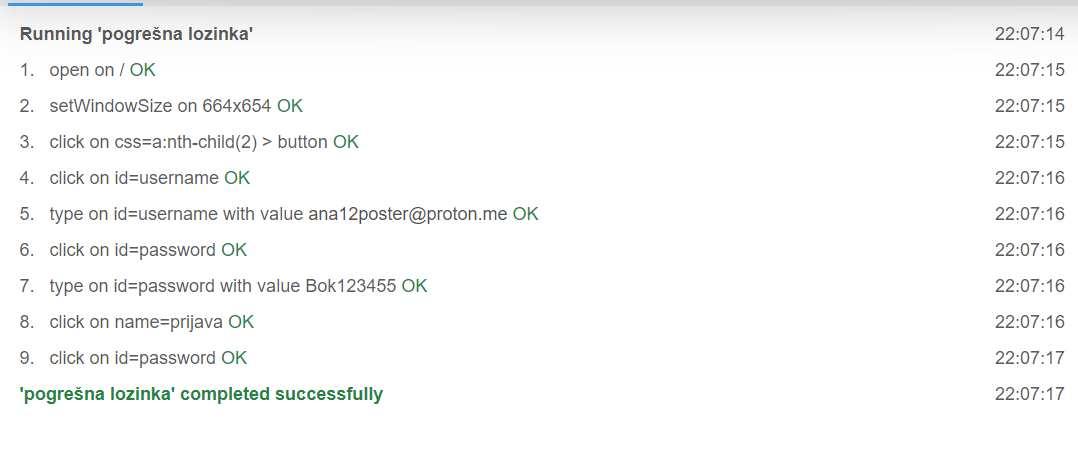 Running 'pogrešna lozinka' 22:07:14
1. open on / OK 22:07:15
2. setWindowSize on 664x654 OK 22:07:15
3. click on css=a:nth-child(2) > button OK 22:07:15
4. click on id=username OK 22:07:16
5. type on id=username with value ana12poster@proton.me OK 22:07:16
6. click on id=password OK 22:07:16
7. type on id=password with value Bok123455 OK 22:07:16
8. click on name=prijava OK 22:07:16
9. click on id=password OK 22:07:17
'pogrešna lozinka' completed successfully 22:07:17